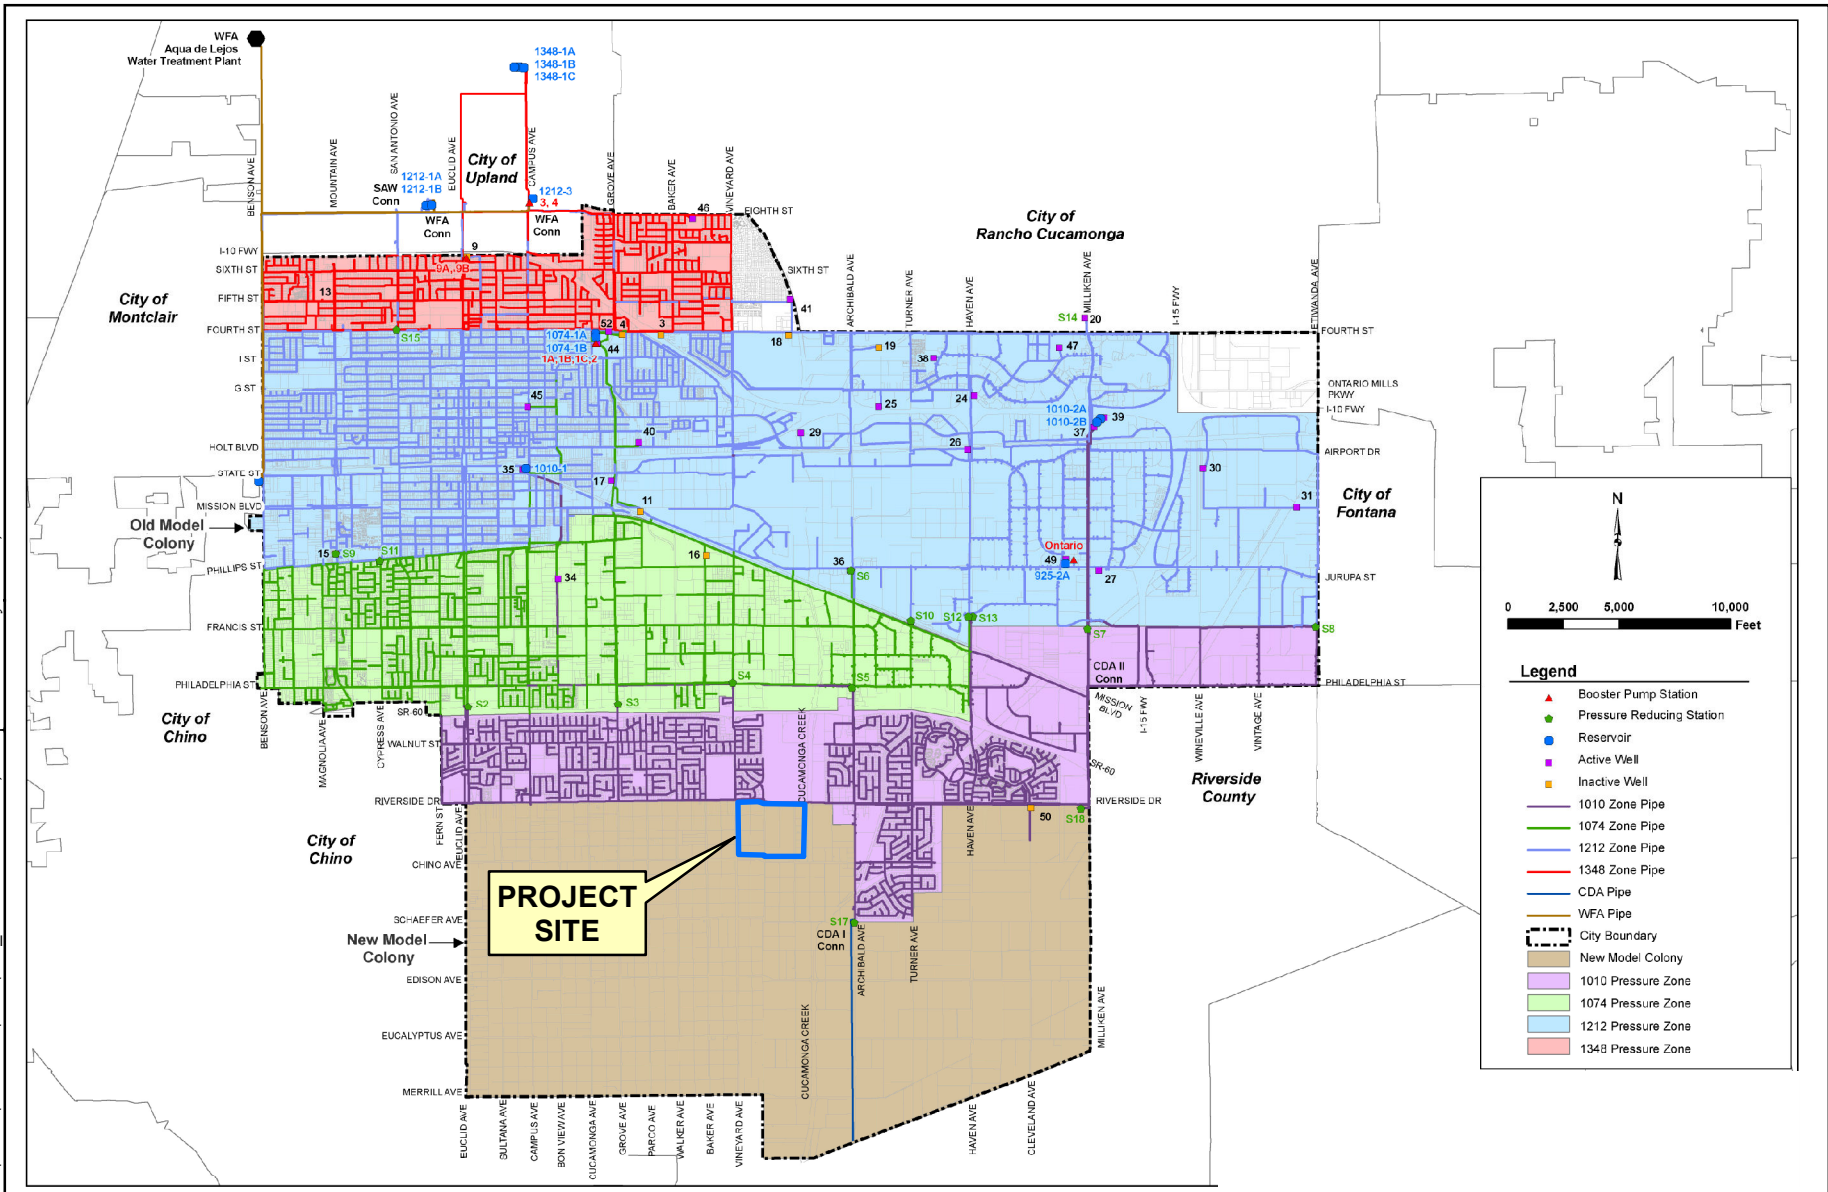 WFA
Aqua de Lejos
Water Treatment Plant
1348-1A
1348-1B
1348-1C
BENSON AVE
MOUNTAIN AVE
SAN ANTONIO AVE
EUCLID AVE
City of
Upland
CAMPUS AVE
GROVE AVE
BAKER AVE
VINEYARD AVE
SAW
Conn
1212-1A
1212-1B
WFA
Conn
1212-3
3, 4
WFA
Conn
46
EIGHTH ST
City of
Rancho Cucamonga
I-10 FWY
SIXTH ST
FIFTH ST
FOURTH ST
I ST
G ST
HOLT BLVD
STATE ST
MISSION BLVD
PHILLIPS ST
FRANCIS ST
PHILADELPHIA ST
City of
Montclair
9
9A, 9B
13
S15
52
4
3
1074-1A
1074-1B
1A,1B,1C,2
44
SIXTH ST
41
18
ARCHIBALD AVE
TURNER AVE
HAVEN AVE
MILLIKEN AVE
S14
20
I-15 FWY
ETIWANDA AVE
FOURTH ST
19
38
47
ONTARIO MILLS
PKWY
I-10 FWY
45
40
25
24
29
26
1010-2A
1010-2B
39
37
AIRPORT DR
35
1010-1
17
11
30
31
City of
Fontana
Old Model
Colony
15
S9
S11
34
16
36
S6
Ontario
49
925-2A
27
JURUPA ST
S10
S12
S13
S7
S8
CDA II
Conn
PHILADELPHIA ST
S2
S3
S4
S5
City of
Chino
BENSON AVE
MAGNOLIA AVE
CYPRESS AVE
SR-60
WALNUT ST
CUCAMONGA CREEK
MISSION
BLVD
I-15 FWY
WINEVILLE AVE
VINTAGE AVE
SR-60
Riverside
County
RIVERSIDE DR
RIVERSIDE DR
FERN ST
EUCLID AVE
HAVEN AVE
50
S18
City of
Chino
CHINO AVE
PROJECT
SITE
SCHAEFER AVE
New Model
Colony
S17
CDA I
Conn
ARCHIBALD AVE
TURNER AVE
EDISON AVE
EUCALYPTUS AVE
CUCAMONGA CREEK
MILLIKEN AVE
MERRILL AVE
EUCLID AVE
SULTANA AVE
CAMPUS AVE
BON VIEW AVE
CUCAMONGA AVE
GROVE AVE
PARCO AVE
WALKER AVE
BAKER AVE
VINEYARD AVE
HAVEN AVE
CLEVELAND AVE
N
0 2,500 5,000 10,000
Feet
Legend
Booster Pump Station
Pressure Reducing Station
Reservoir
Active Well
Inactive Well
1010 Zone Pipe
1074 Zone Pipe
1212 Zone Pipe
1348 Zone Pipe
CDA Pipe
WFA Pipe
City Boundary
New Model Colony
1010 Pressure Zone
1074 Pressure Zone
1212 Pressure Zone
1348 Pressure Zone